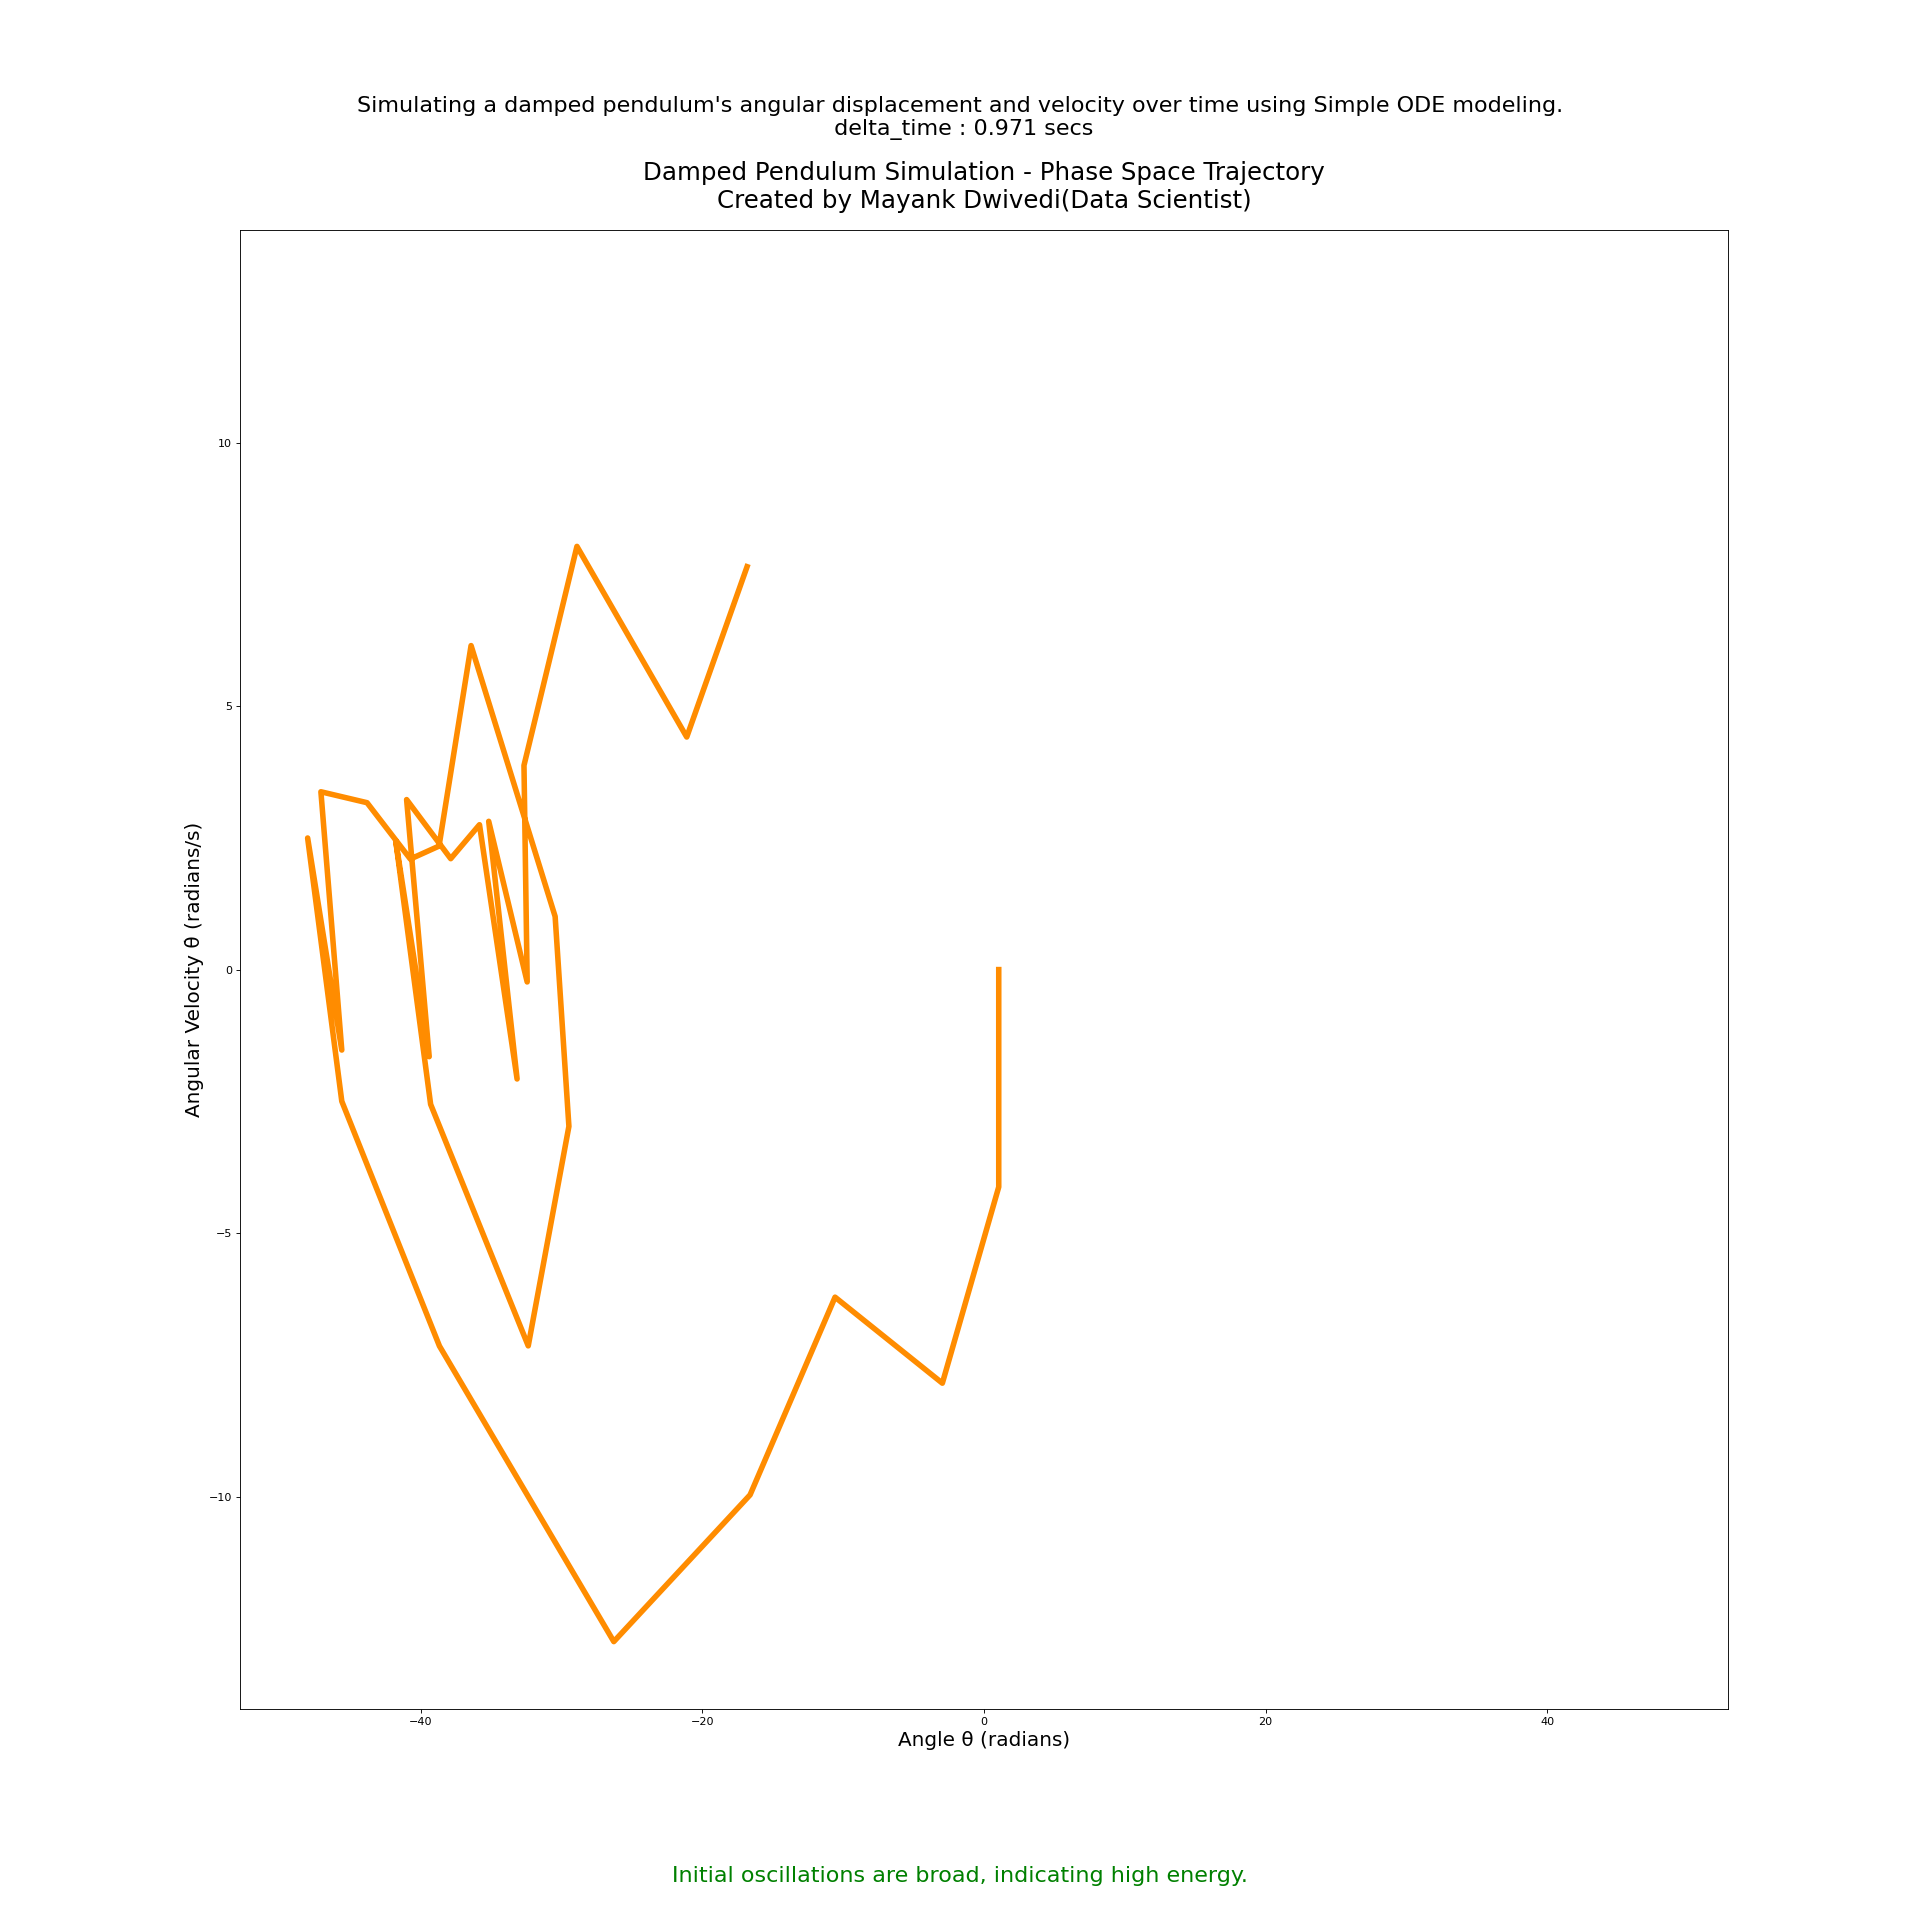 Simulating a damped pendulum's angular displacement and velocity over time using Simple ODE modeling.
delta_time : 0.971 secs
Damped Pendulum Simulation - Phase Space Trajectory
Created by Mayank Dwivedi(Data Scientist)
10
5
0
−5
−10
Angular Velocity θ (radians/s)
−40
−20
0
20
40
Angle θ (radians)
Initial oscillations are broad, indicating high energy.